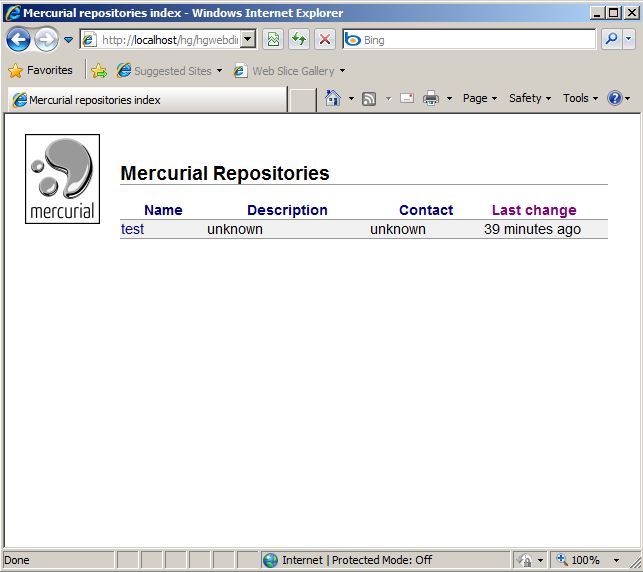 Mercurial repositories index - Windows Internet Explorer
http://localhost/hg/hgwebdi
Bing
Favorites
Suggested Sites
Web Slice Gallery
Mercurial repositories index
Page
Safety
Tools
mercurial
Mercurial Repositories
Name Description Contact Last change
test unknown unknown 39 minutes ago
Done
Internet | Protected Mode: Off
100%